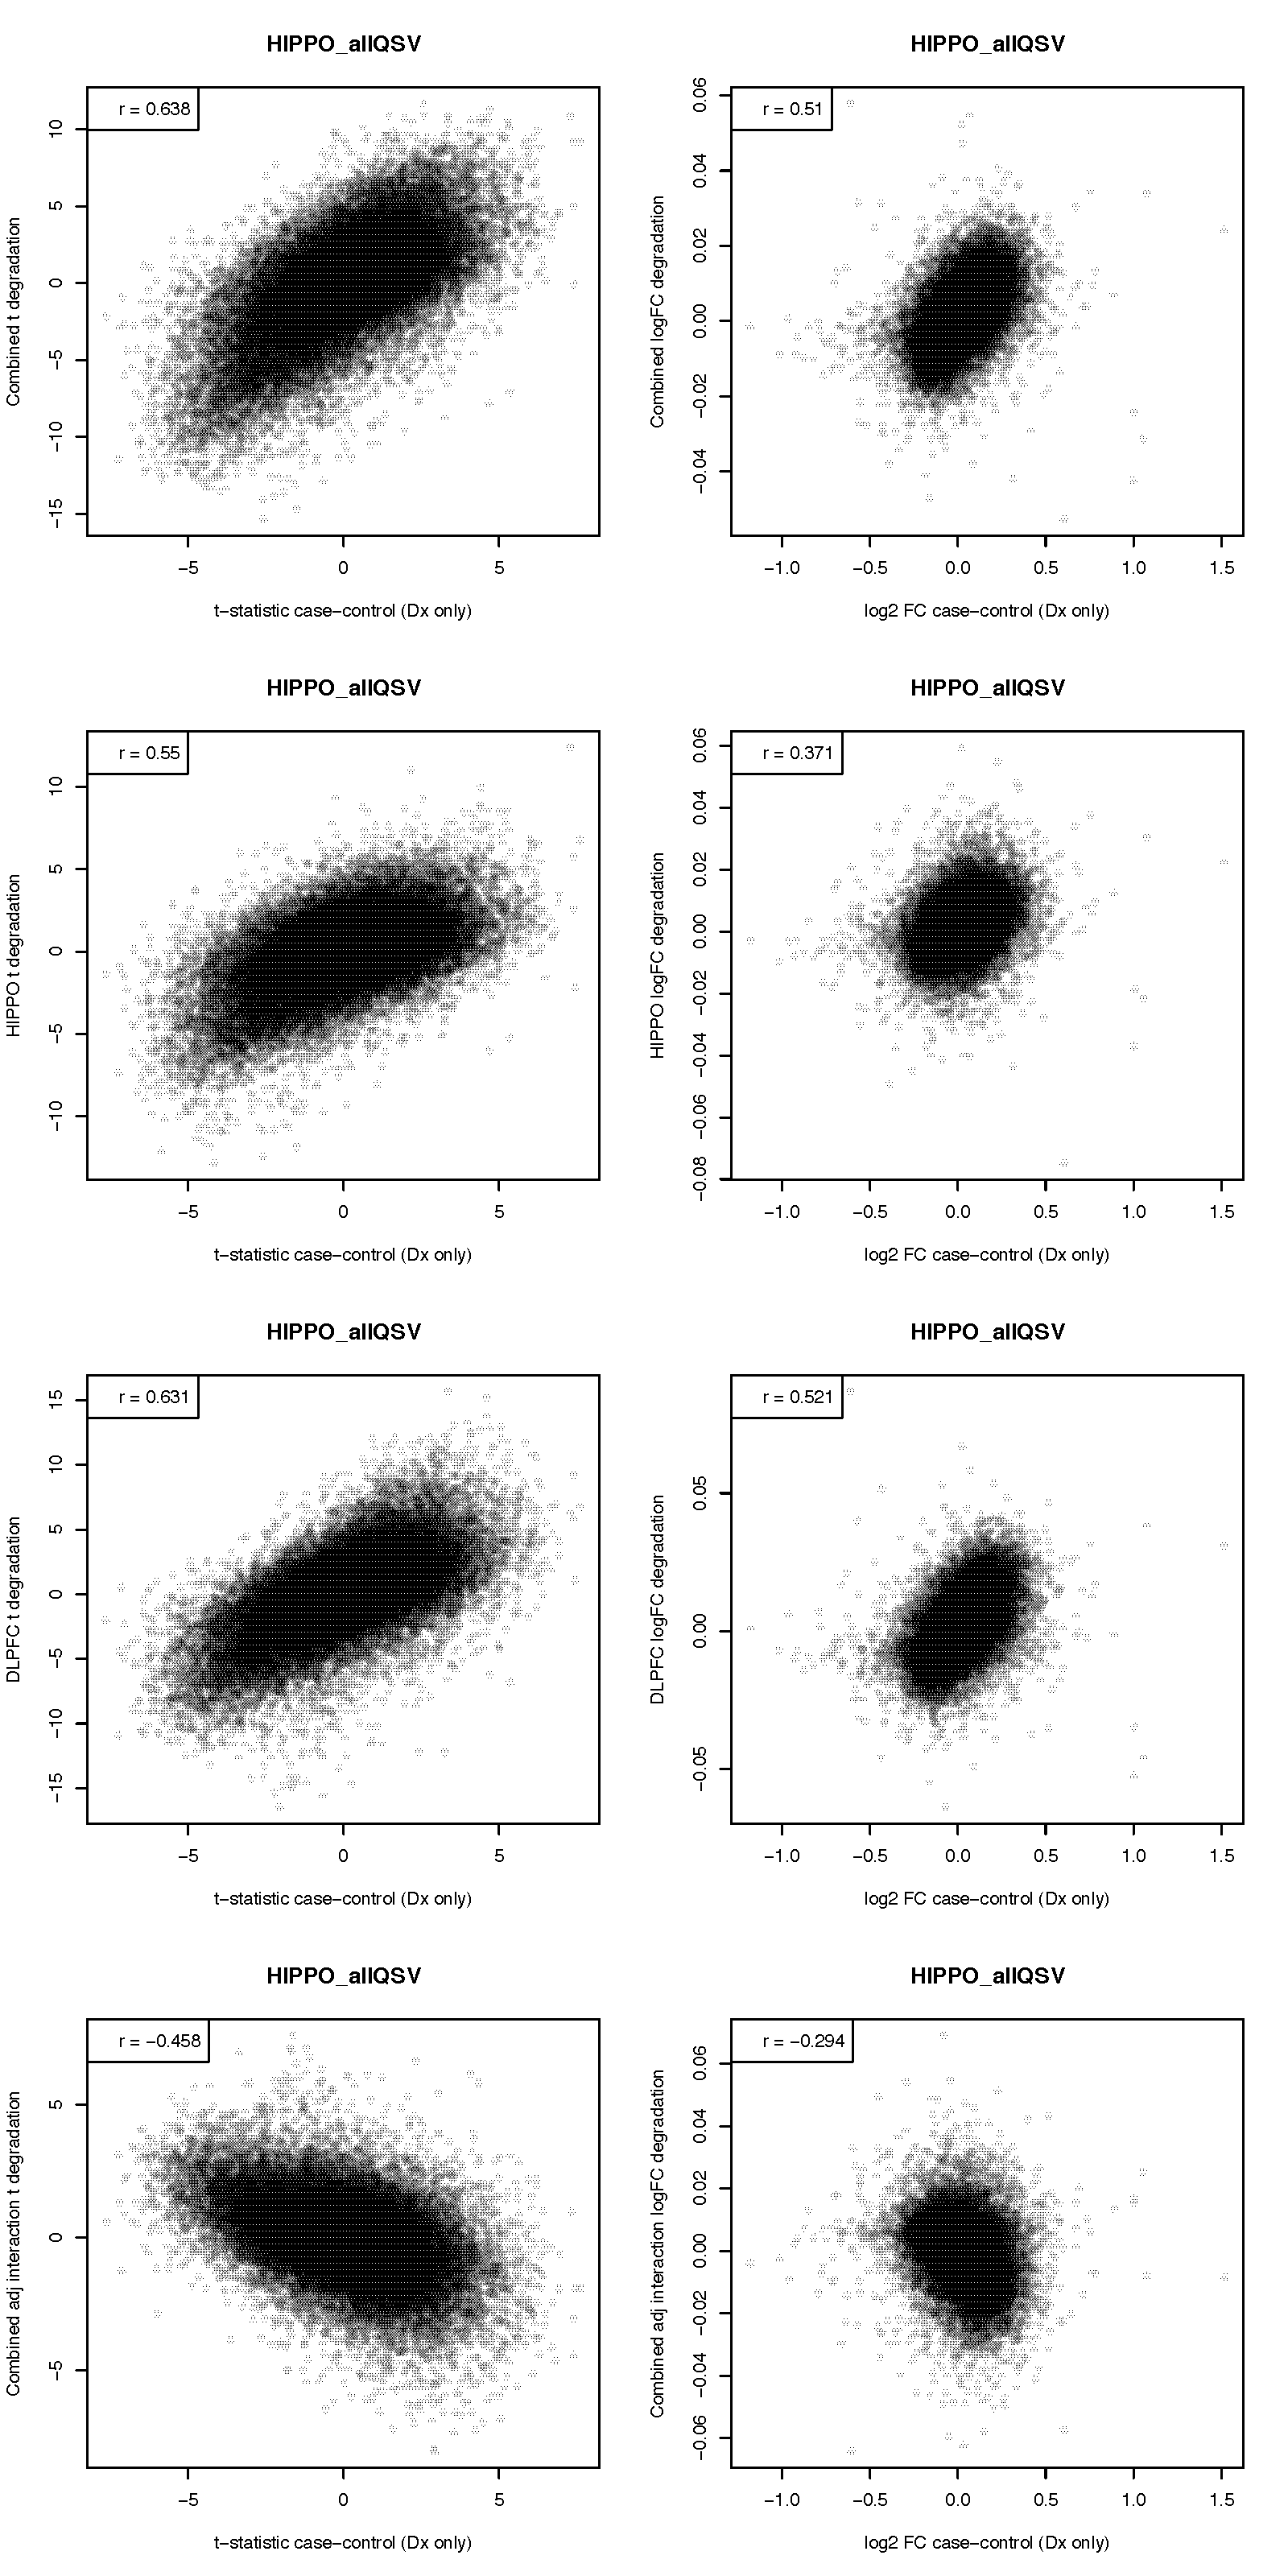 HIPPO_allQSV
r = 0.638
Combined t degradation
10
5
0
−5
−10
−15
−5 0 5
t−statistic case−control (Dx only)
HIPPO_allQSV
r = 0.51
Combined logFC degradation
0.06
0.04
0.02
0.00
−0.02
−0.04
−1.0 −0.5 0.0 0.5 1.0 1.5
log2 FC case−control (Dx only)
HIPPO_allQSV
r = 0.55
HIPPO t degradation
10
5
0
−5
−10
−5 0 5
t−statistic case−control (Dx only)
HIPPO_allQSV
r = 0.371
HIPPO logFC degradation
0.06
0.04
0.02
0.00
−0.02
−0.04
−0.06
−0.08
−1.0 −0.5 0.0 0.5 1.0 1.5
log2 FC case−control (Dx only)
HIPPO_allQSV
r = 0.631
DLPFC t degradation
15
10
5
0
−5
−10
−15
−5 0 5
t−statistic case−control (Dx only)
HIPPO_allQSV
r = 0.521
DLPFC logFC degradation
0.05
0.00
−0.05
−1.0 −0.5 0.0 0.5 1.0 1.5
log2 FC case−control (Dx only)
HIPPO_allQSV
r = −0.458
Combined adj interaction t degradation
5
0
−5
−5 0 5
t−statistic case−control (Dx only)
HIPPO_allQSV
r = −0.294
Combined adj interaction logFC degradation
0.06
0.04
0.02
0.00
−0.02
−0.04
−0.06
−1.0 −0.5 0.0 0.5 1.0 1.5
log2 FC case−control (Dx only)